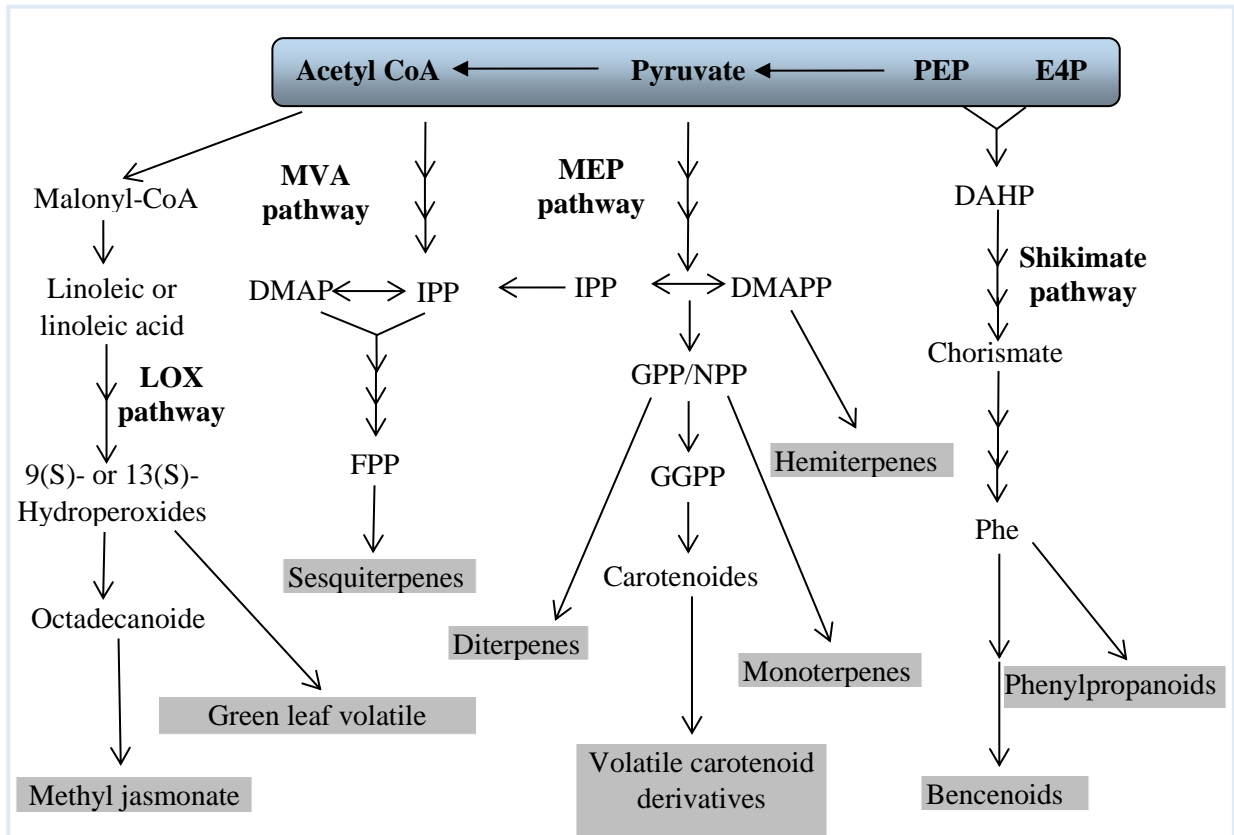 Acetyl CoA Pyruvate PEP E4P
MVA
pathway
MEP
pathway
Malonyl-CoA
DAHP
Linoleic or
linoleic acid
DMAP IPP IPP DMAPP
Shikimate
pathway
Chorismate
LOX
pathway
GPP/NPP
9(S)- or 13(S)-
Hydroperoxides
FPP
GGPP
Hemiterpenes
Phe
Sesquiterpenes
Carotenoides
Octadecanoide
Diterpenes
Monoterpenes
Phenylpropanoids
Green leaf volatile
Volatile carotenoid
derivatives
Methyl jasmonate
Bencenoids